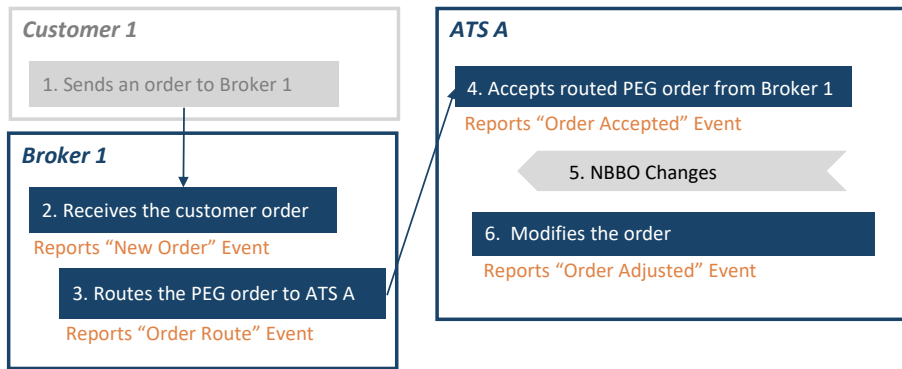 Customer 1
1. Sends an order to Broker 1
Broker 1
2. Receives the customer order
Reports “New Order” Event
3. Routes the PEG order to ATS A
Reports “Order Route” Event
ATS A
4. Accepts routed PEG order from Broker 1
Reports “Order Accepted” Event
5. NBBO Changes
6. Modifies the order
Reports “Order Adjusted” Event